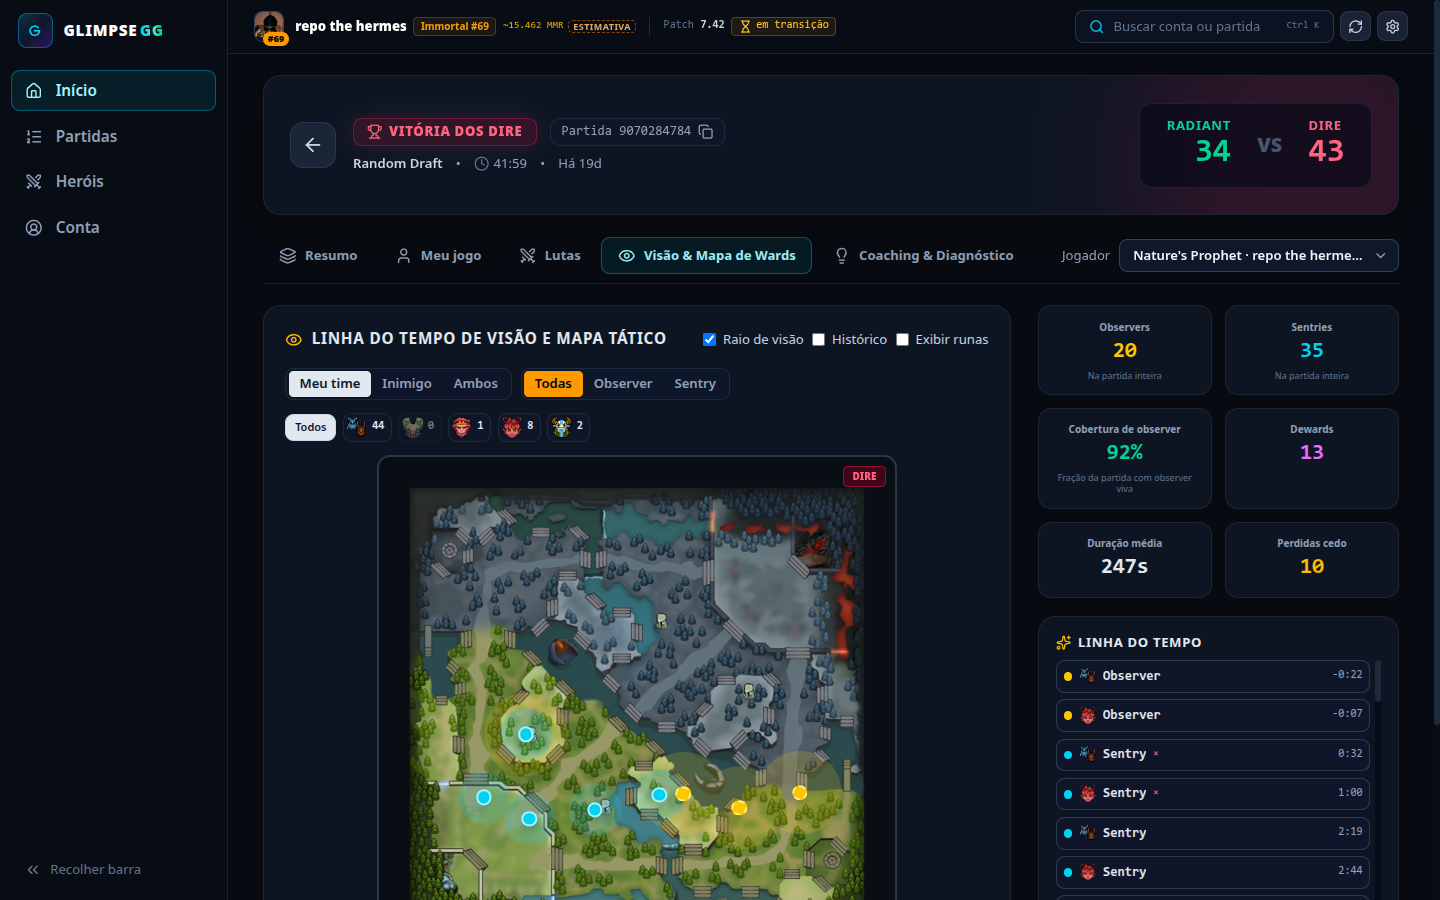 GLIMPSE GG
Início
Partidas
Heróis
Conta
Recolher barra
#69
repo the hermes
Immortal #69
~15.462 MMR
ESTIMATIVA
Patch 7.42
em transição
Buscar conta ou partida
Ctrl K
VITÓRIA DOS DIRE
Partida 9070284784
Random Draft • 41:59 • Há 19d
RADIANT
34
VS
DIRE
43
Resumo
Meu jogo
Lutas
Visão & Mapa de Wards
Coaching & Diagnóstico
Jogador
Nature's Prophet · repo the herme...
LINHA DO TEMPO DE VISÃO E MAPA TÁTICO
Raio de visão
Histórico
Exibir runas
Meu time
Inimigo
Ambos
Todas
Observer
Sentry
Todos
44
0
1
8
2
DIRE
Observers
20
Na partida inteira
Sentries
35
Na partida inteira
Cobertura de observer
92%
Fração da partida com observer
viva
Dewards
13
Duração média
247s
Perdidas cedo
10
LINHA DO TEMPO
Observer -0:22
Observer -0:07
Sentry × 0:32
Sentry × 1:00
Sentry 2:19
Sentry 2:44